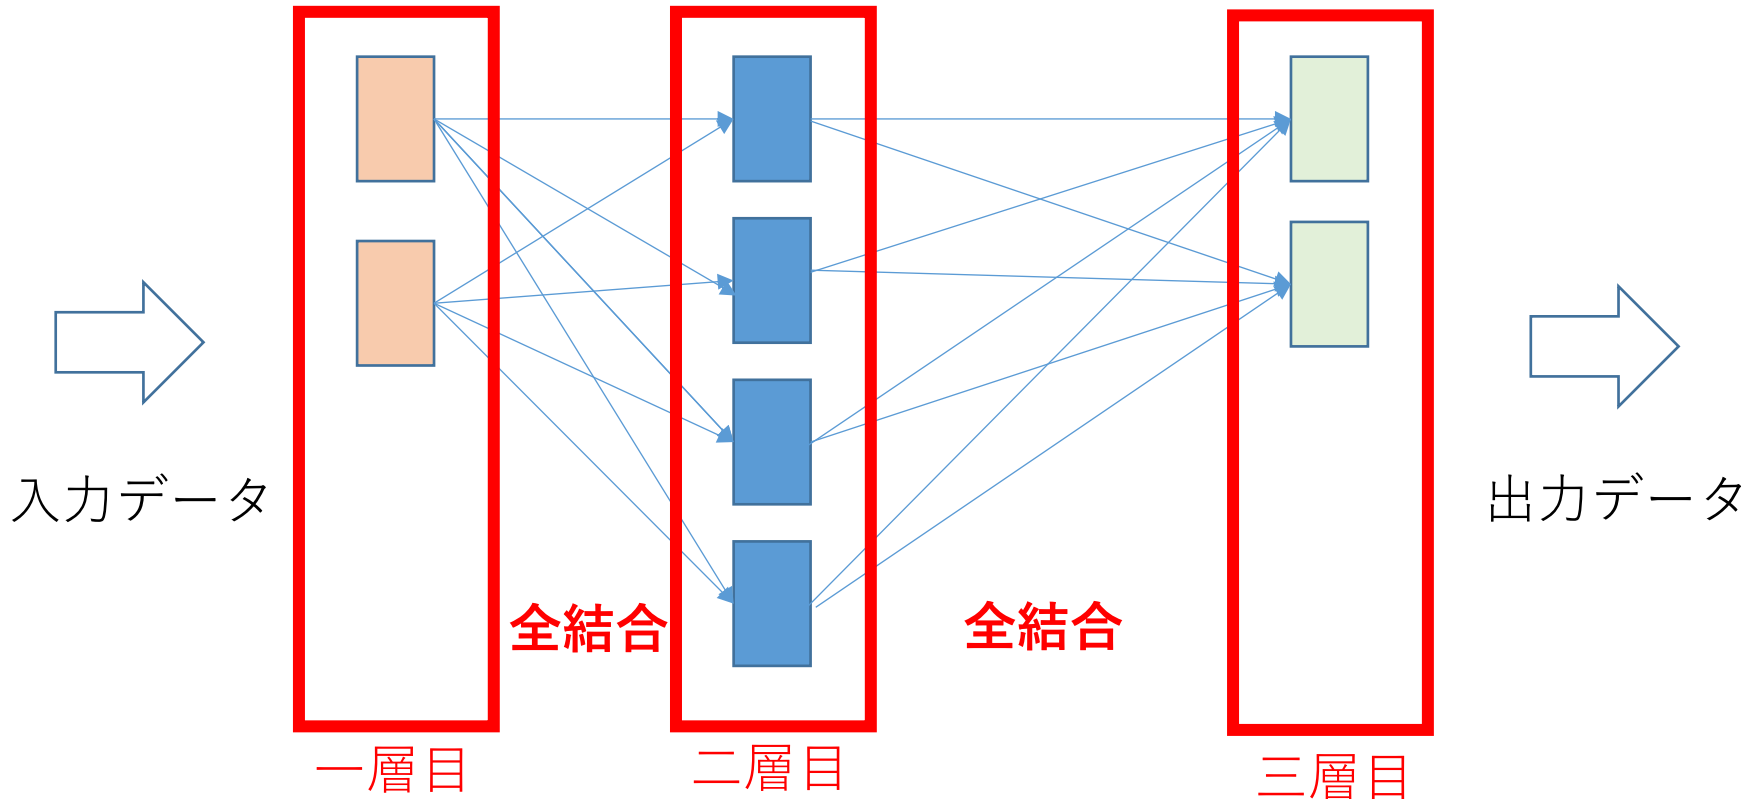 入力データ
全結合
全結合
出力データ
一層目
二層目
三層目